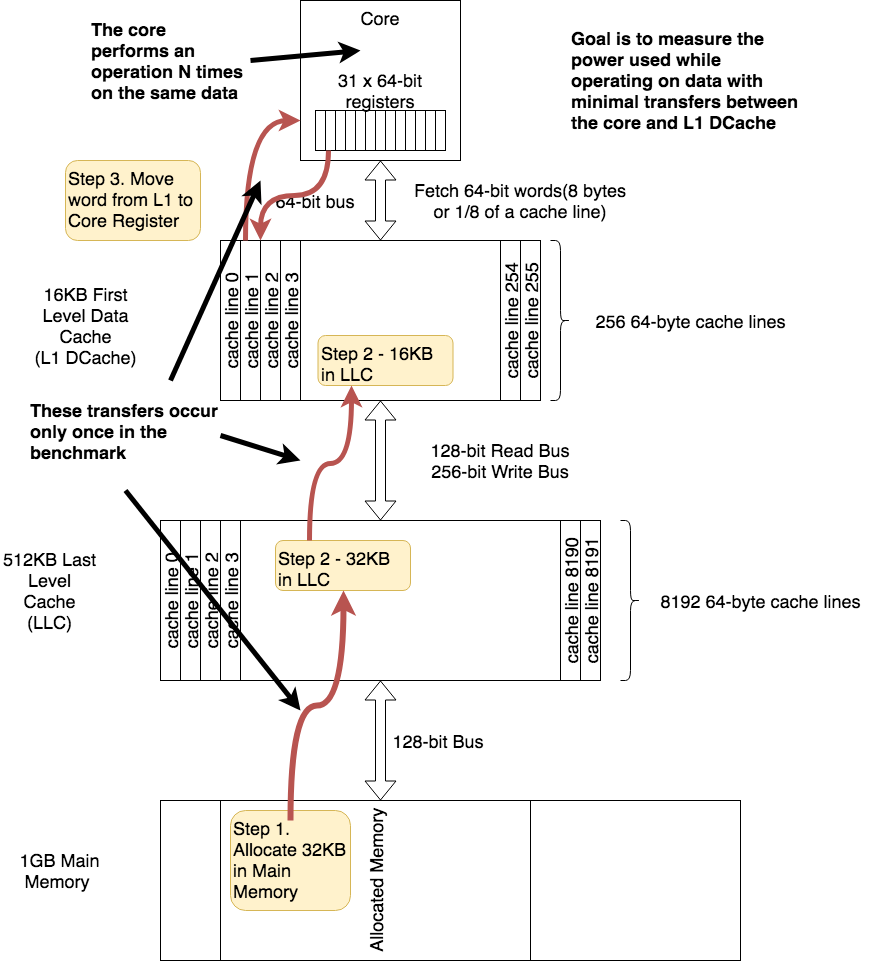 Core
The core
performs an
operation N times
on the same data
Goal is to measure the
power used while
operating on data with
minimal transfers between
the core and L1 DCache
31 x 64-bit
registers
Step 3. Move
word from L1 to
Core Register
64-bit bus
Fetch 64-bit words(8 bytes
or 1/8 of a cache line)
16KB First
Level Data
Cache
(L1 DCache)
cache line 0
cache line 1
cache line 2
cache line 3
cache line 254
cache line 255
256 64-byte cache lines
Step 2 - 16KB
in LLC
These transfers occur
only once in the
benchmark
128-bit Read Bus
256-bit Write Bus
512KB Last
Level
Cache
(LLC)
cache line 0
cache line 1
cache line 2
cache line 3
Step 2 - 32KB
in LLC
cache line 8190
cache line 8191
8192 64-byte cache lines
128-bit Bus
1GB Main
Memory
Step 1.
Allocate 32KB
in Main
Memory
Allocated Memory